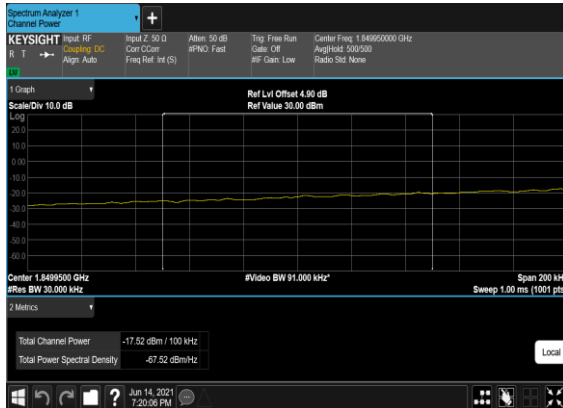 Spectrum Analyzer 1
Channel Power
+
KEYSIGHT
R T
LXI
Input: RF
Coupling: DC
Align: Auto
Input Z: 50 Ω
Corr CCorr
Freq Ref: Int (S)
Atten: 50 dB
#PNO: Fast
Trig: Free Run
Gate: Off
#IF Gain: Low
Center Freq: 1.849950000 GHz
Avg|Hold: 500/500
Radio Std: None
1 Graph
Scale/Div 10.0 dB
Ref Lvl Offset 4.90 dB
Ref Value 30.00 dBm
Log
20.0
10.0
0.00
-10.0
-20.0
-30.0
-40.0
-50.0
-60.0
Center 1.8499500 GHz
#Res BW 30.000 kHz
#Video BW 91.000 kHz*
Span 200 kH
Sweep 1.00 ms (1001 pts
2 Metrics
Total Channel Power -17.52 dBm / 100 kHz
Total Power Spectral Density -67.52 dBm/Hz
Local
?
Jun 14, 2021
7:20:06 PM